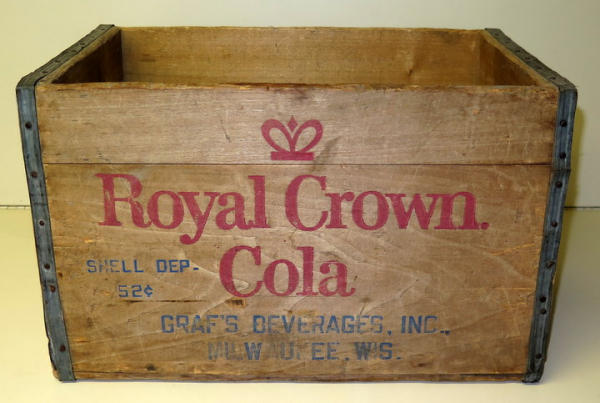 Royal Crown.
Cola
SHELL DEP-
52¢
GRAF'S BEVERAGES, INC.,
MILWAUKEE, WIS.